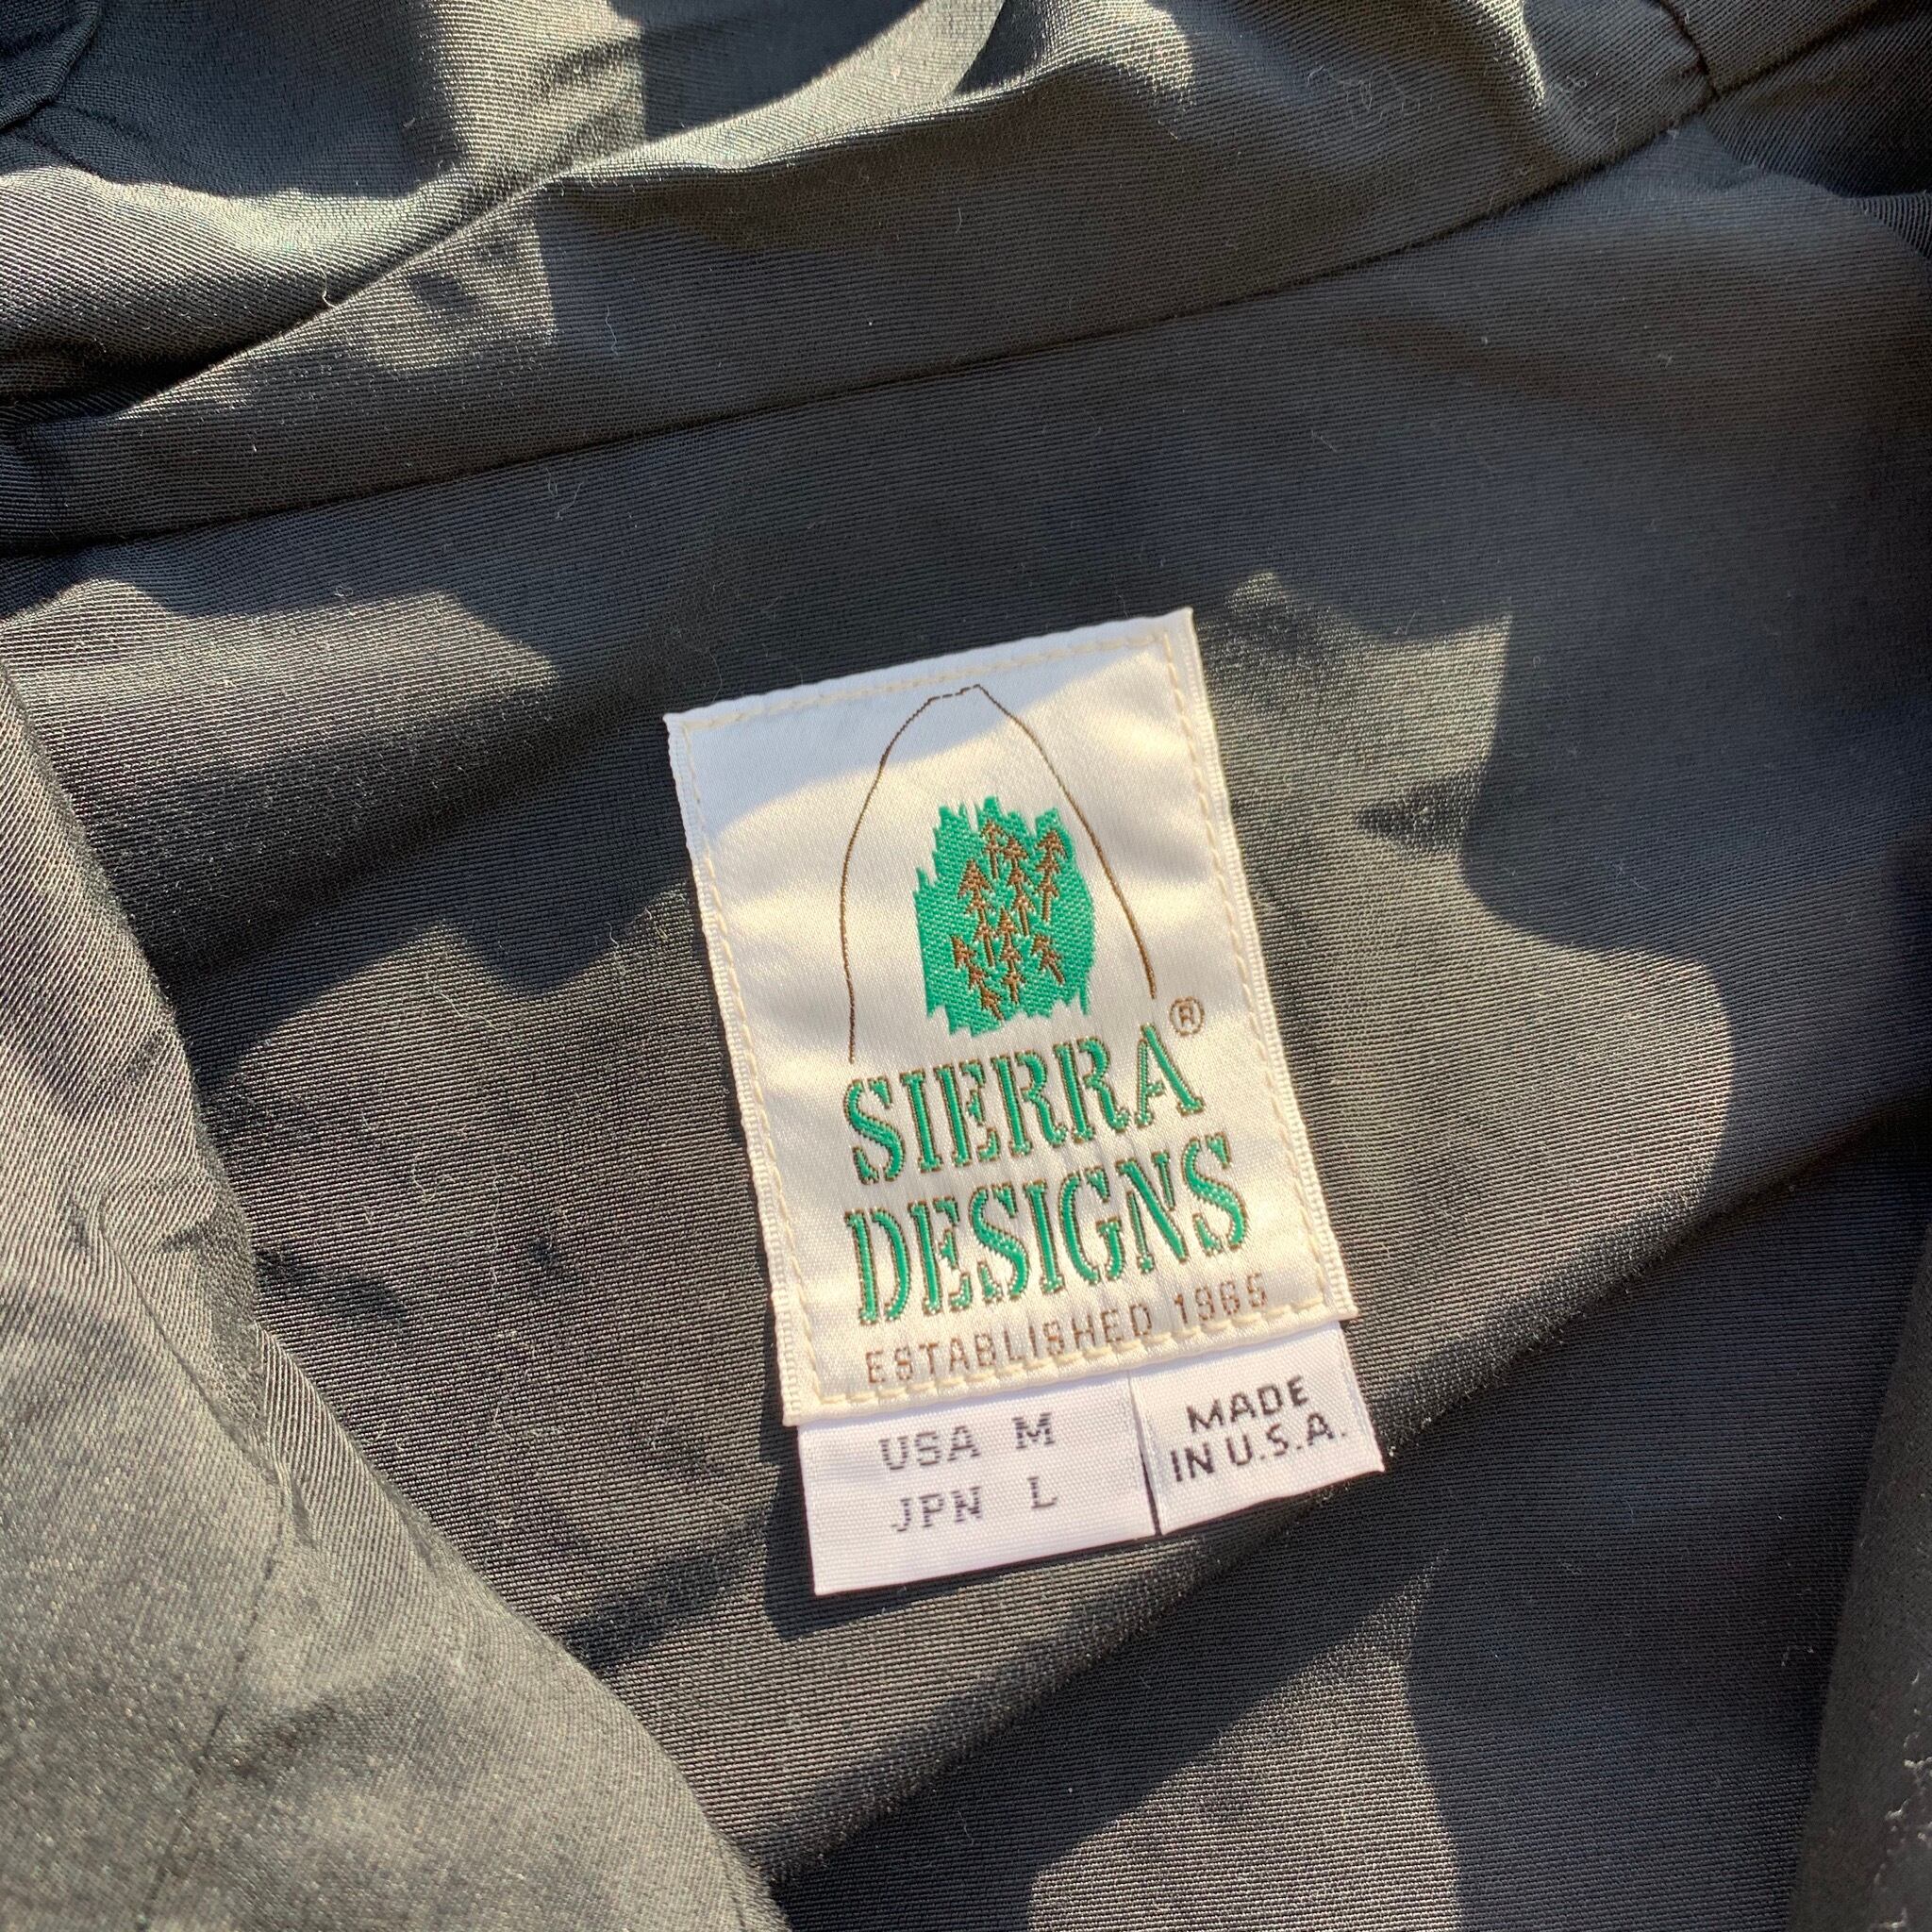 ®
SIERRA
DESIGNS
ESTABLISHED 1965
USA M
JPN L
MADE
IN U.S.A.